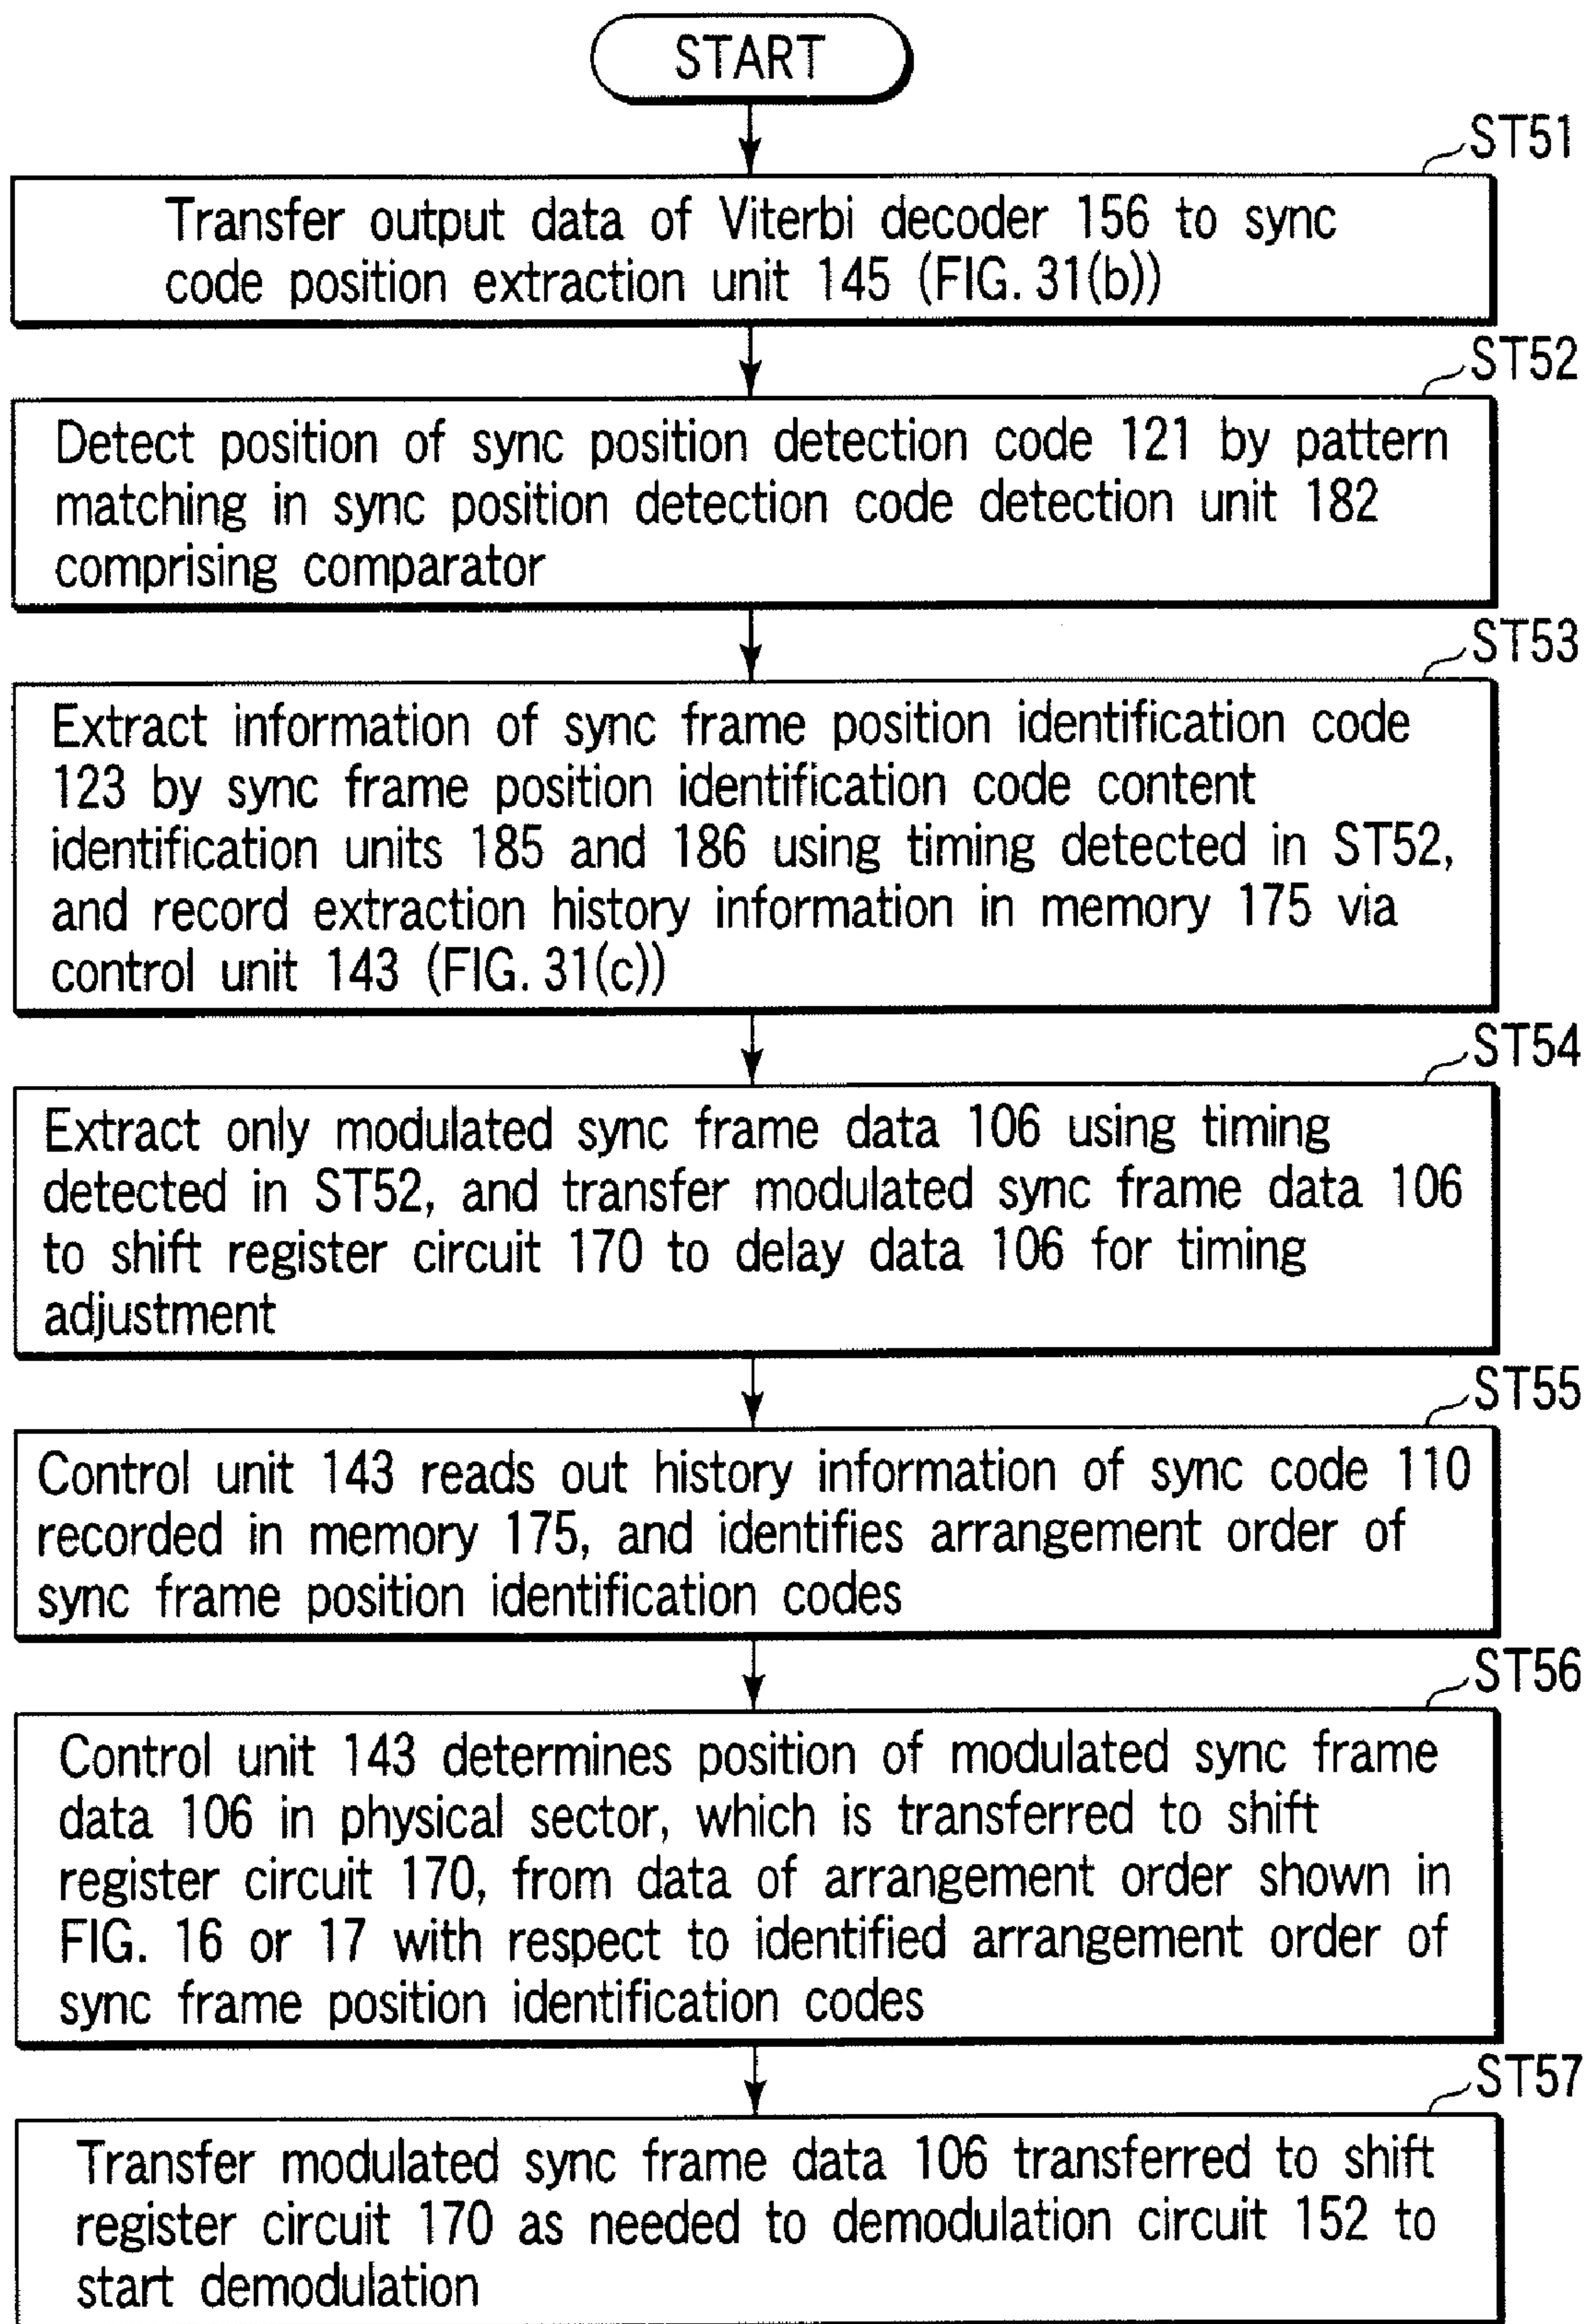 START
ST51
Transfer output data of Viterbi decoder 156 to sync
code position extraction unit 145 (FIG. 31(b))
ST52
Detect position of sync position detection code 121 by pattern
matching in sync position detection code detection unit 182
comprising comparator
ST53
Extract information of sync frame position identification code
123 by sync frame position identification code content
identification units 185 and 186 using timing detected in ST52,
and record extraction history information in memory 175 via
control unit 143 (FIG. 31(c))
ST54
Extract only modulated sync frame data 106 using timing
detected in ST52, and transfer modulated sync frame data 106
to shift register circuit 170 to delay data 106 for timing
adjustment
ST55
Control unit 143 reads out history information of sync code 110
recorded in memory 175, and identifies arrangement order of
sync frame position identification codes
ST56
Control unit 143 determines position of modulated sync frame
data 106 in physical sector, which is transferred to shift
register circuit 170, from data of arrangement order shown in
FIG. 16 or 17 with respect to identified arrangement order of
sync frame position identification codes
ST57
Transfer modulated sync frame data 106 transferred to shift
register circuit 170 as needed to demodulation circuit 152 to
start demodulation